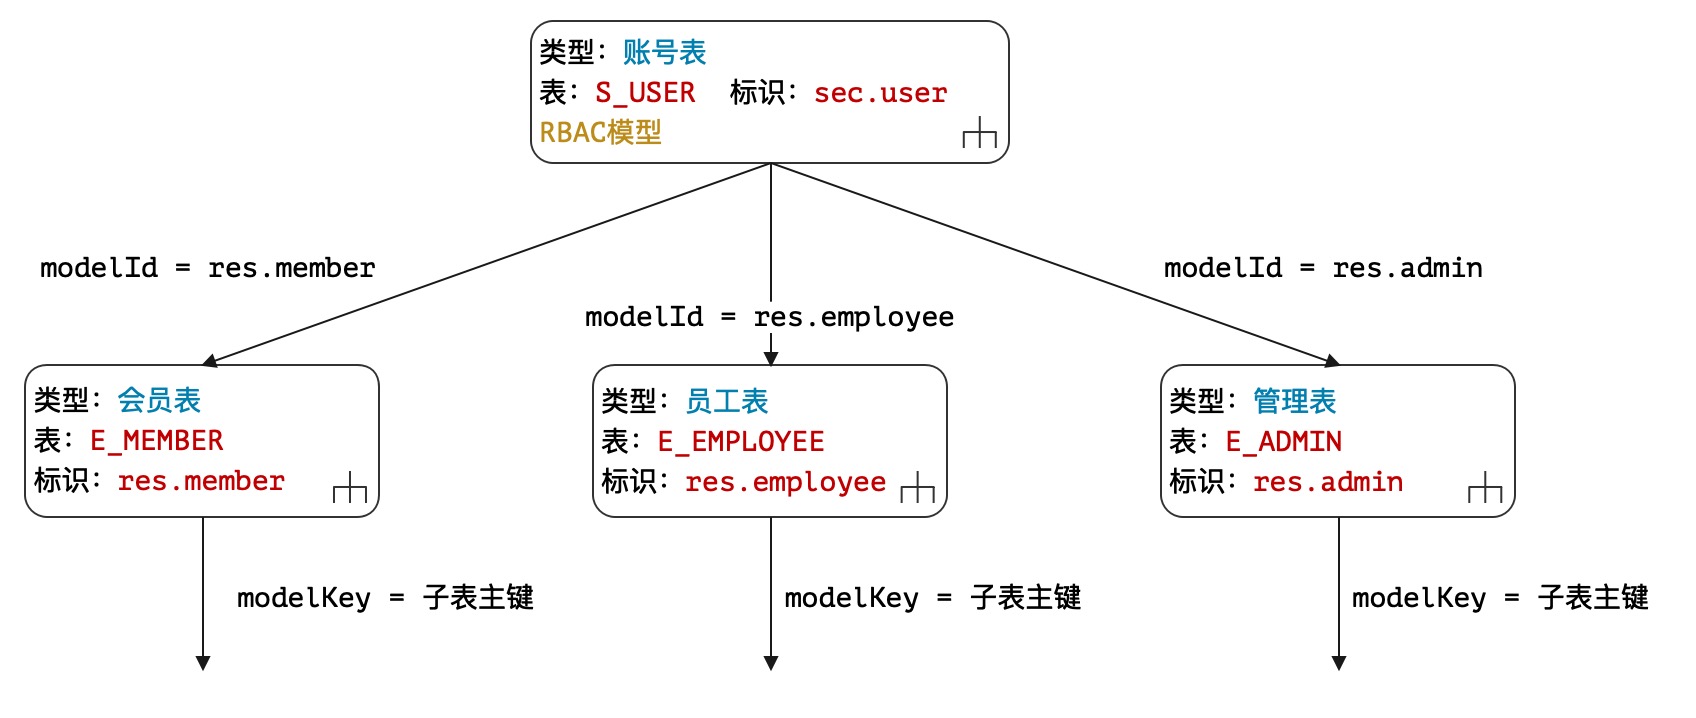 类型：账号表
表：S_USER 标识：sec.user
RBAC模型
modelId = res.member
modelId = res.employee
modelId = res.admin
类型：会员表
表：E_MEMBER
标识：res.member
类型：员工表
表：E_EMPLOYEE
标识：res.employee
类型：管理表
表：E_ADMIN
标识：res.admin
modelKey = 子表主键
modelKey = 子表主键
modelKey = 子表主键